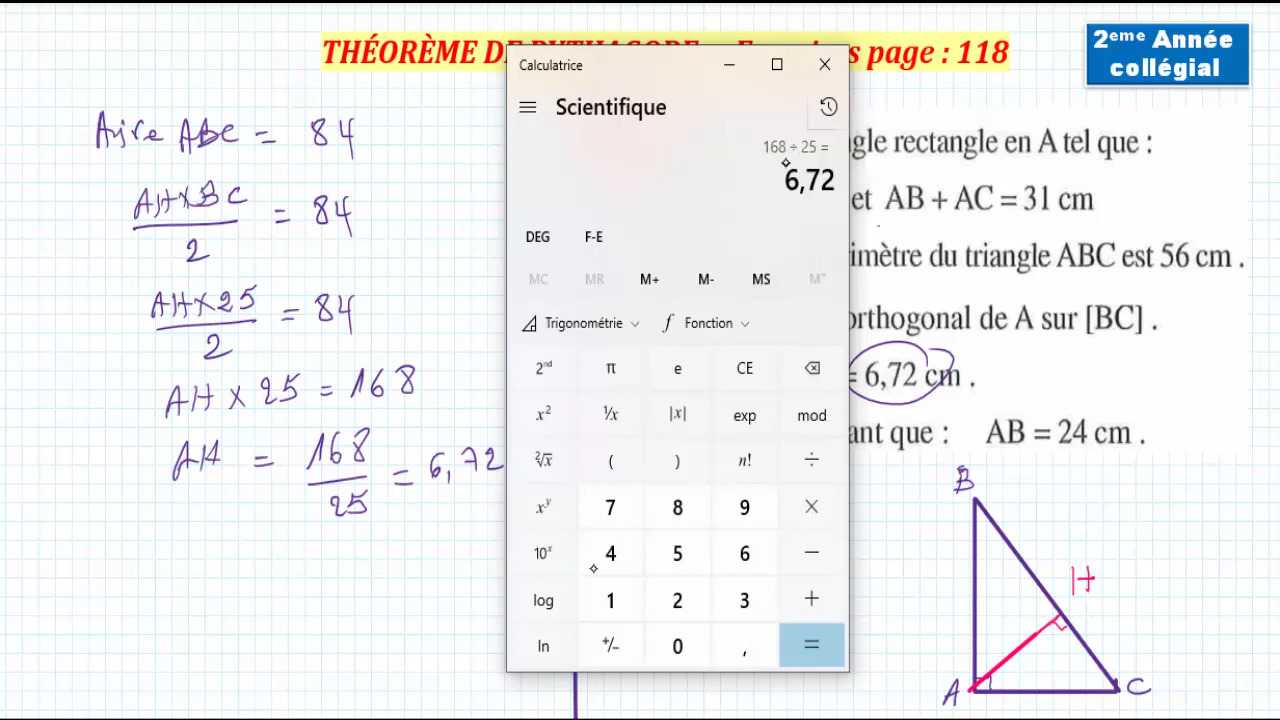 THÉORÈME DE PYTHAGORE
s page : 118
2eme Année
collégial
Aire ABC = 84
AH×BC
2
= 84
AH×25
2
= 84
AH × 25 = 168
AH = 168
25
= 6,72
Calculatrice
Scientifique
168 ÷ 25 =
6,72
DEG F-E
MC MR M+ M- MS M˅
Trigonométrie Fonction
2nd π e CE
x² ¹/x |x| exp mod
²√x ( ) n! ÷
xʸ 7 8 9 ×
10ˣ 4 5 6 −
log 1 2 3 +
ln +/− 0 , =
ngle rectangle en A tel que :
et AB + AC = 31 cm
imètre du triangle ABC est 56 cm .
orthogonal de A sur [BC] .
= 6,72 cm .
ant que : AB = 24 cm .
B
H
A
C